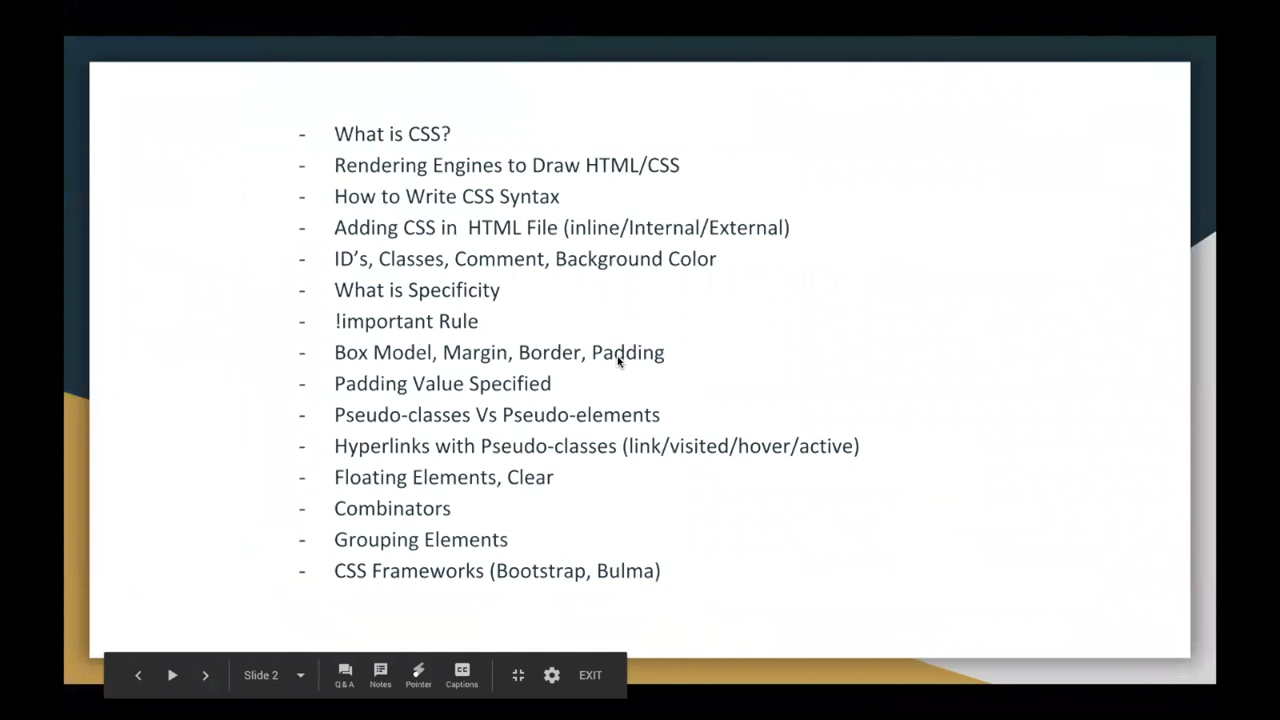 - What is CSS?
- Rendering Engines to Draw HTML/CSS
- How to Write CSS Syntax
- Adding CSS in  HTML File (inline/Internal/External)
- ID’s, Classes, Comment, Background Color
- What is Specificity
- !important Rule
- Box Model, Margin, Border, Padding
- Padding Value Specified
- Pseudo-classes Vs Pseudo-elements
- Hyperlinks with Pseudo-classes (link/visited/hover/active)
- Floating Elements, Clear
- Combinators
- Grouping Elements
- CSS Frameworks (Bootstrap, Bulma)
Slide 2 Q&A Notes Pointer CC Captions EXIT